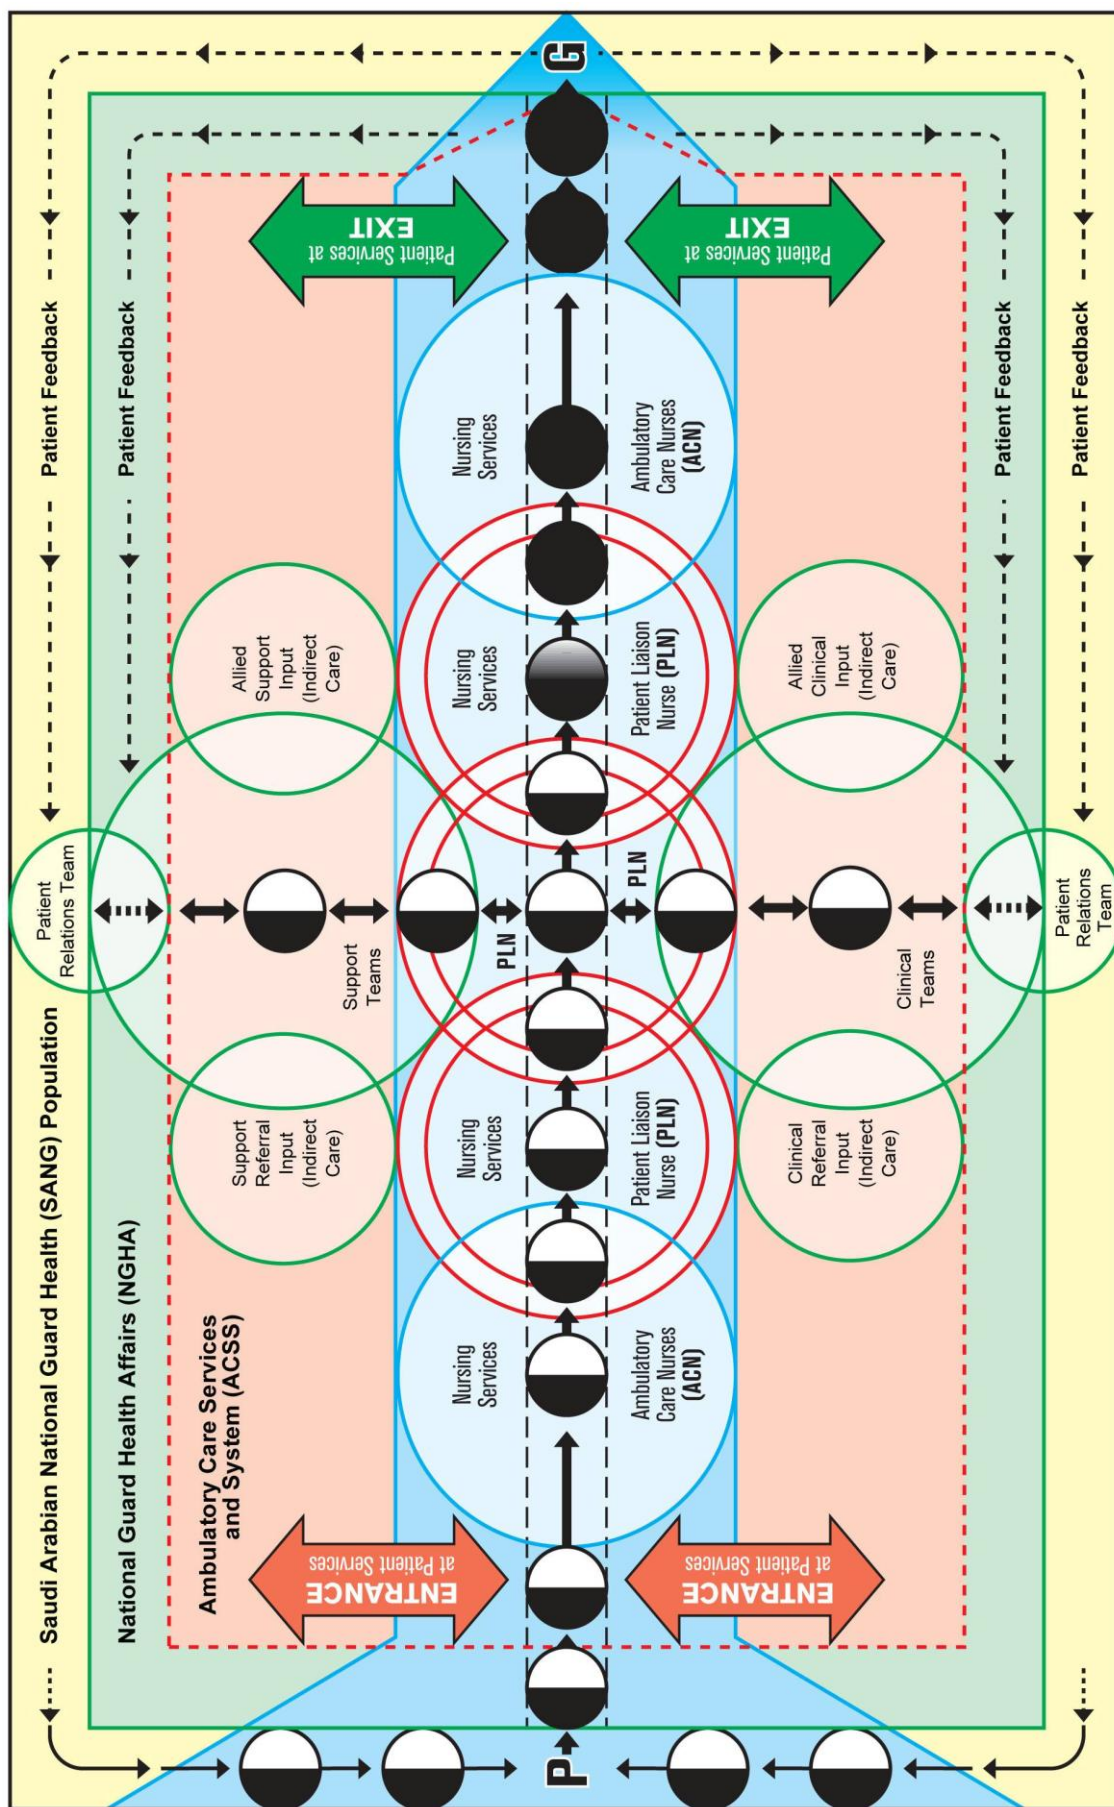 Saudi Arabian National Guard Health (SANG) Population
National Guard Health Affairs (NGHA)
Ambulatory Care Services
and System (ACSS)
Patient Feedback
Patient Feedback
Patient
Relations Team
Support
Referral
Input
(Indirect
Care)
Support
Teams
Allied
Support
Input
(Indirect
Care)
ENTRANCE
at Patient Services
Patient Services at
EXIT
Nursing
Services
Nursing
Services
PLN
Nursing
Services
Nursing
Services
P
G
Ambulatory
Care Nurses
(ACN)
Patient Liaison
Nurse (PLN)
PLN
Patient Liaison
Nurse (PLN)
Ambulatory
Care Nurses
(ACN)
ENTRANCE
at Patient Services
Patient Services at
EXIT
Clinical
Referral
Input
(Indirect
Care)
Clinical
Teams
Allied
Clinical
Input
(Indirect
Care)
Patient Feedback
Patient
Relations
Team
Patient Feedback